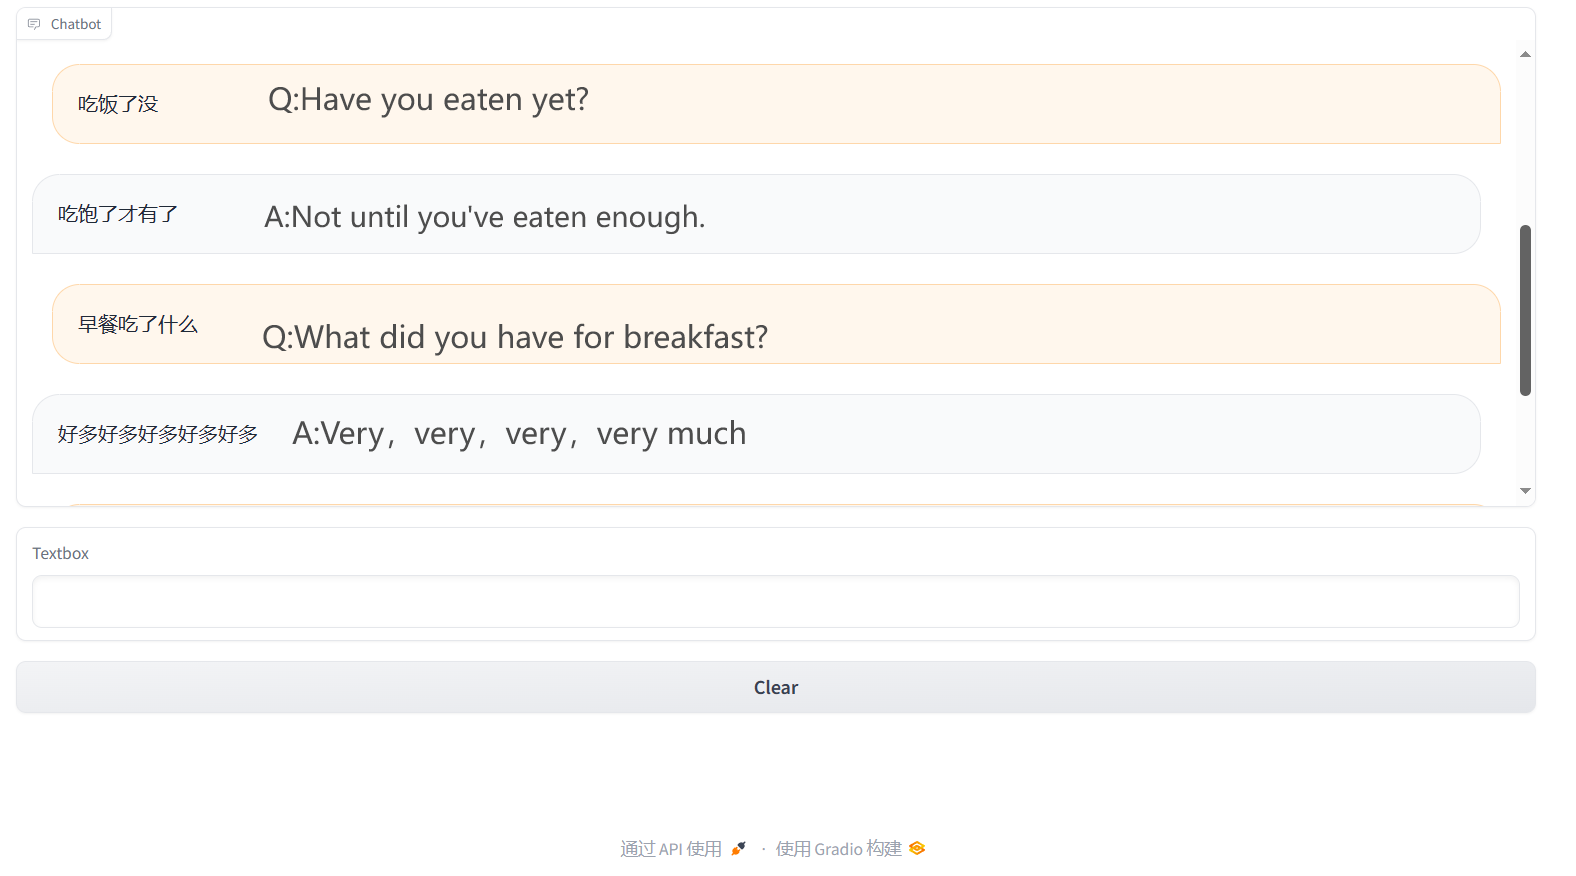 Chatbot
吃饭了没 Q:Have you eaten yet?
吃饱了才有了 A:Not until you've eaten enough.
早餐吃了什么 Q:What did you have for breakfast?
好多好多好多好多好多 A:Very，very，very，very much
Textbox
Clear
通过 API 使用 · 使用 Gradio 构建